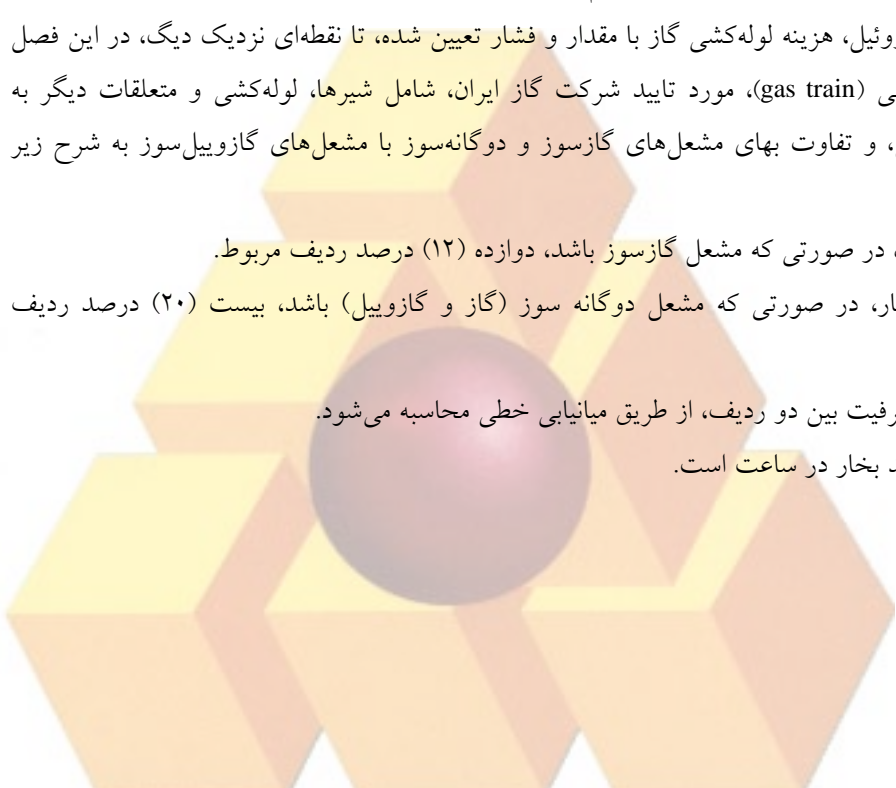 وئیل، هزینه لوله‌کشی گاز با مقدار و فشار تعیین شده، تا نقطه‌ای نزدیک دیگ، در این فصل
ی (gas train)، مورد تایید شرکت گاز ایران، شامل شیرها، لوله‌کشی و متعلقات دیگر به
، و تفاوت بهای مشعل‌های گازسوز و دوگانه‌سوز با مشعل‌های گازوییل‌سوز به شرح زیر
، در صورتی که مشعل گازسوز باشد، دوازده (۱۲) درصد ردیف مربوط.
ار، در صورتی که مشعل دوگانه سوز (گاز و گازوییل) باشد، بیست (۲۰) درصد ردیف
رفیت بین دو ردیف، از طریق میانیابی خطی محاسبه می‌شود.
د بخار در ساعت است.